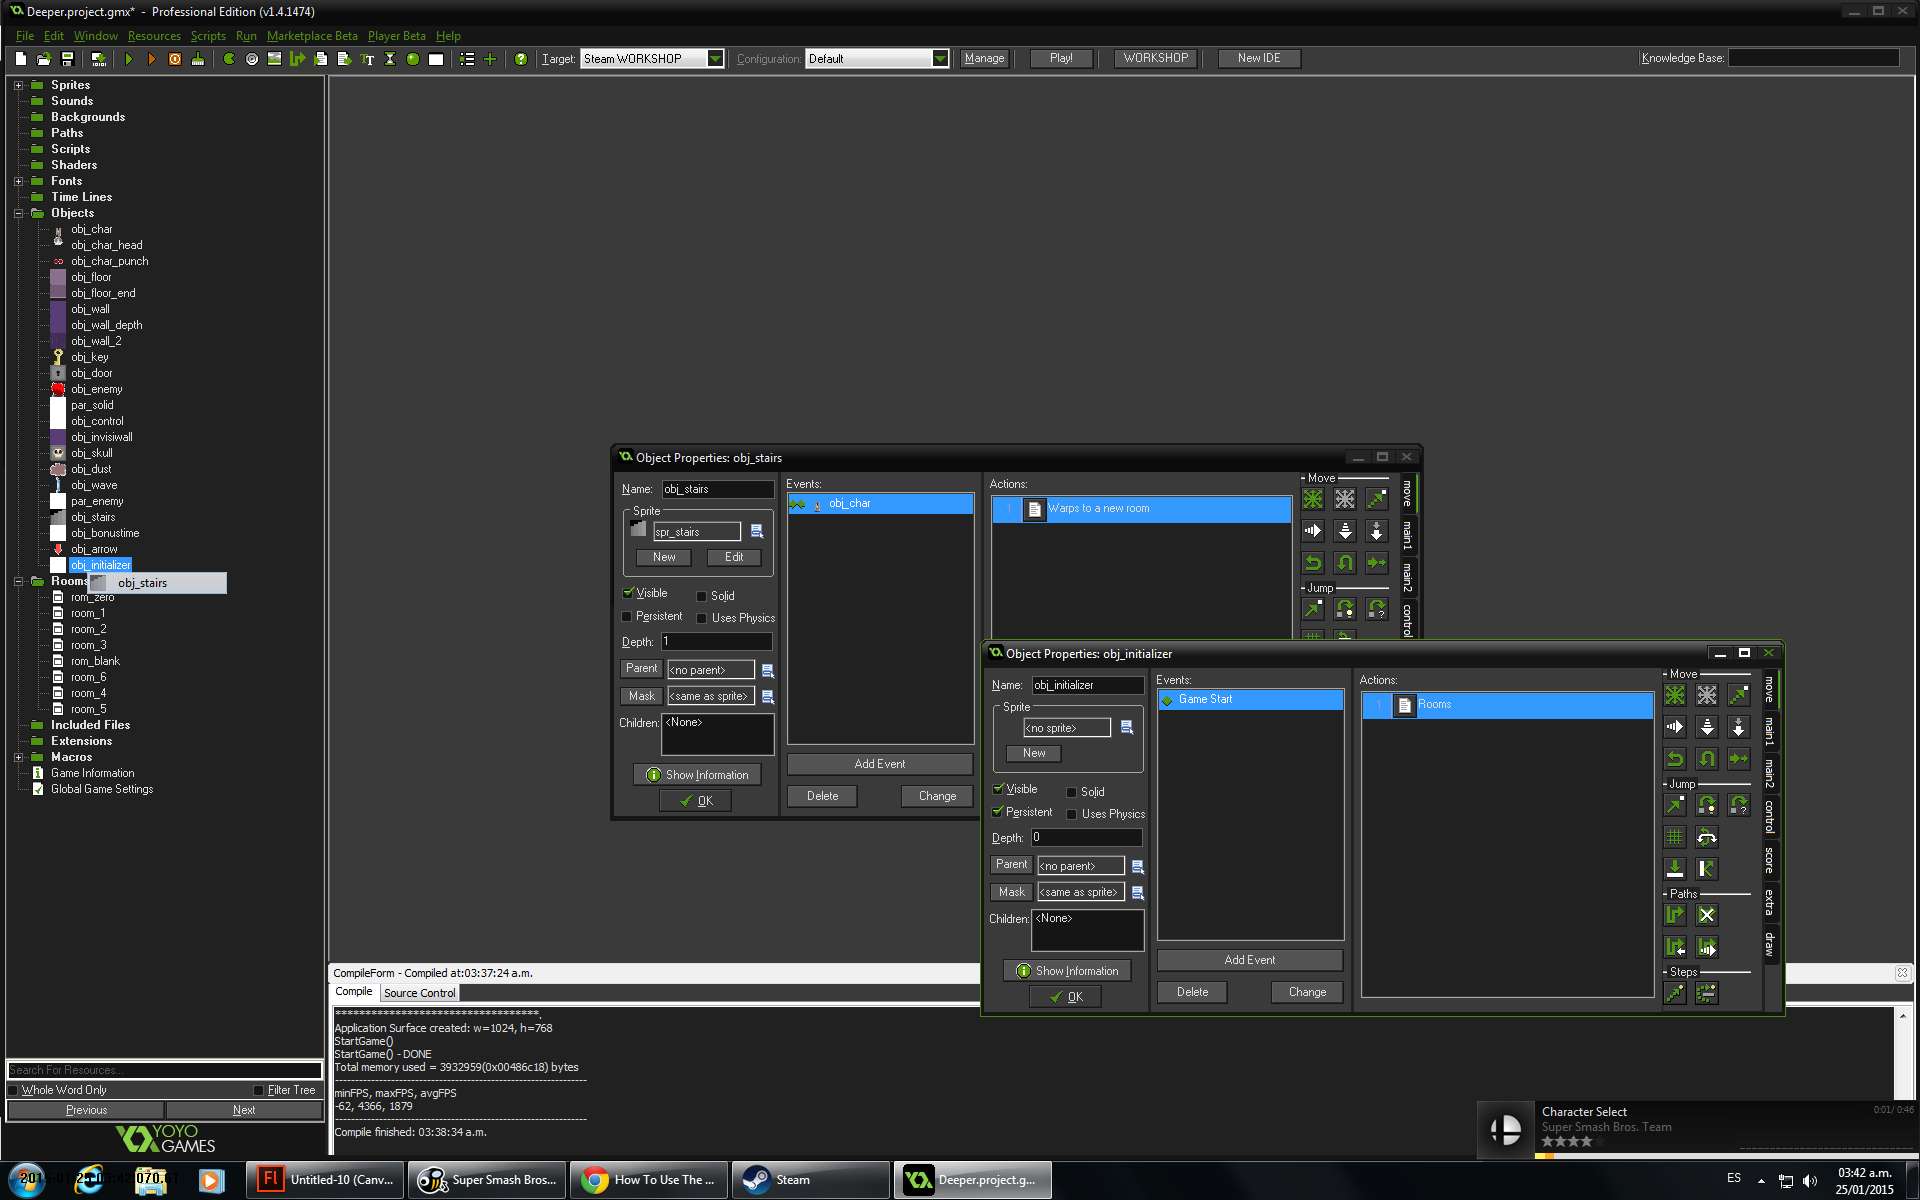 Deeper.project.gmx* - Professional Edition (v1.4.1474)
File Edit Window Resources Scripts Run Marketplace Beta Player Beta Help
Target: Steam WORKSHOP Configuration: Default Manage Play! WORKSHOP New IDE Knowledge Base:
Sprites
Sounds
Backgrounds
Paths
Scripts
Shaders
Fonts
Time Lines
Objects
obj_char
obj_char_head
obj_char_punch
obj_floor
obj_floor_end
obj_wall
obj_wall_depth
obj_wall_2
obj_key
obj_door
obj_enemy
par_solid
obj_control
obj_invisiwall
obj_skull
obj_dust
obj_wave
par_enemy
obj_stairs
obj_bonustime
obj_arrow
obj_initializer
Rooms
obj_stairs
rom_zero
room_1
room_2
room_3
rom_blank
room_6
room_4
room_5
Included Files
Extensions
Macros
Game Information
Global Game Settings
Search For Resources...
Whole Word Only Filter Tree
Previous Next
YOYO
GAMES
Object Properties: obj_stairs
Name: obj_stairs
Sprite
spr_stairs
New Edit
Visible Solid
Persistent Uses Physics
Depth: 1
Parent <no parent>
Mask <same as sprite>
Children: <None>
Show Information
OK
Events:
obj_char
Add Event
Delete Change
Actions:
1 Warps to a new room
Move
Jump
move
main1
main2
control
Object Properties: obj_initializer
Name: obj_initializer
Sprite
<no sprite>
New
Visible Solid
Persistent Uses Physics
Depth: 0
Parent <no parent>
Mask <same as sprite>
Children: <None>
Show Information
OK
Events:
Game Start
Add Event
Delete Change
Actions:
1 Rooms
Move
Jump
Paths
Steps
move
main1
main2
control
score
extra
draw
CompileForm - Compiled at:03:37:24 a.m.
Compile Source Control
***********************************.
Application Surface created: w=1024, h=768
StartGame()
StartGame() - DONE
Total memory used = 3932959(0x00486c18) bytes
minFPS, maxFPS, avgFPS
-62, 4366, 1879
Compile finished: 03:38:34 a.m.
Character Select 0:01/ 0:46
Super Smash Bros. Team
Untitled-10 (Canv... Super Smash Bros... How To Use The ... Steam Deeper.project.g...
ES
03:42 a.m.
25/01/2015